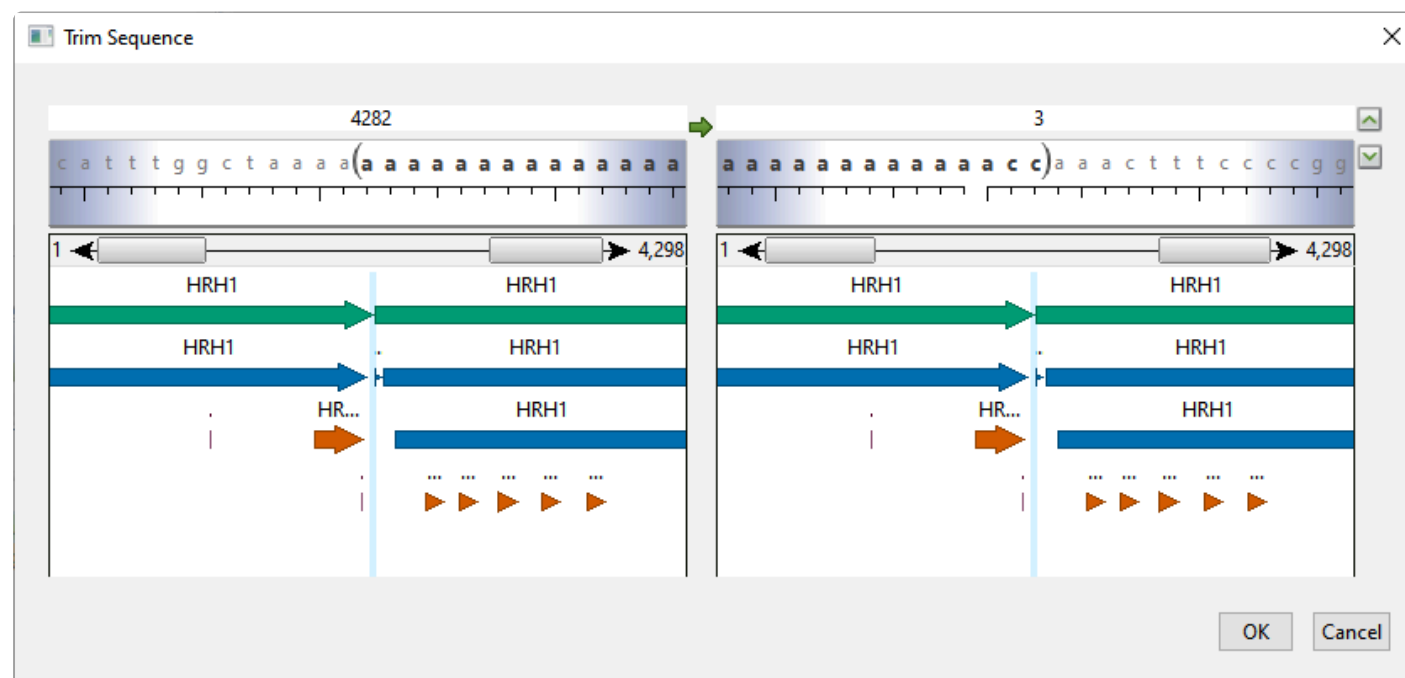 Trim Sequence
4282
3
c a t t t g g c t a a a a (a a a a a a a a a a a a a a
a a a a a a a a a a a a c c) a a a c t t t c c c c g g
1 4,298
1 4,298
HRH1 HRH1
HRH1 HRH1
HRH1 .. HRH1
HRH1 .. HRH1
. HR... HRH1
. HR... HRH1
. ... ... ... ... ...
. ... ... ... ... ...
OK Cancel